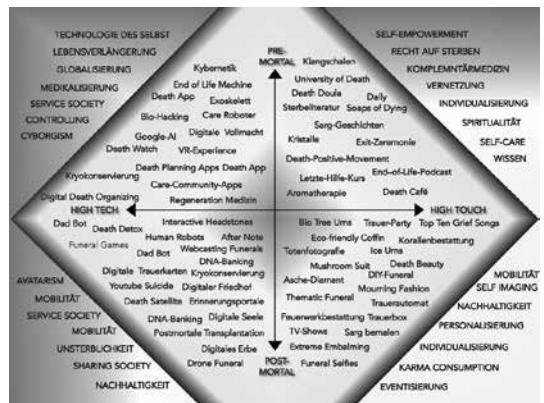 TECHNOLOGIE DES SELBST
LEBENSVERLÄNGERUNG
GLOBALISIERUNG
MEDIKALISIERUNG
SERVICE SOCIETY
CONTROLLING
CYBORGISM
SELF-EMPOWERMENT
RECHT AUF STERBEN
KOMPLEMNTÄRMEDIZIN
VERNETZUNG
INDIVIDUALISIERUNG
SPIRITUALITÄT
SELF-CARE
WISSEN
PRE-
MORTAL
Kybernetik
End of Life Machine
Death App
Exoskelett
Bio-Hacking
Care Roboter
Google-AI
Digitale Vollmacht
Death Watch
VR-Experience
Kryokonservierung
Death Planning Apps
Death App
Care-Community-Apps
Digital Death Organizing
Regeneration Medizin
Klangschalen
University of Death
Death Doula
Daily
Sterbeliteratur
Soaps of Dying
Sarg-Geschichten
Kristalle
Exit-Zeremonie
Death-Positive-Movement
Letzte-Hilfe-Kurs
End-of-Life-Podcast
Aromatherapie
Death Café
HIGH TECH
HIGH TOUCH
Dad Bot
Death Detox
Interactive Headstones
Funeral Games
Human Robots
After Note
Dad Bot
Webcasting Funerals
DNA-Banking
Digitale Trauerkarten
Kryokonservierung
Youtube Suicide
Digitaler Friedhof
Death Satellite
Erinnerungsportale
DNA-Banking
Digitale Seele
Postmortale Transplantation
Digitales Erbe
Drone Funeral
Bio Tree Urns
Trauer-Party
Top Ten Grief Songs
Eco-friendly Coffin
Korallenbestattung
Totenfotografie
Ice Urns
Mushroom Suit
Death Beauty
Asche-Diamant
DIY-Funeral
Mourning Fashion
Thematic Funeral
Trauerautomat
Feuerwerkbestattung
Trauerbox
TV-Shows
Sarg bemalen
Extreme Embalming
Funeral Selfies
POST-
MORTAL
AVATARISM
MOBILITÄT
SERVICE SOCIETY
MOBILITÄT
UNSTERBLICHKEIT
SHARING SOCIETY
NACHHALTIGKEIT
MOBILITÄT
SELF IMAGING
NACHHALTIGKEIT
PERSONALISIERUNG
INDIVIDUALISIERUNG
KARMA CONSUMPTION
EVENTISIERUNG